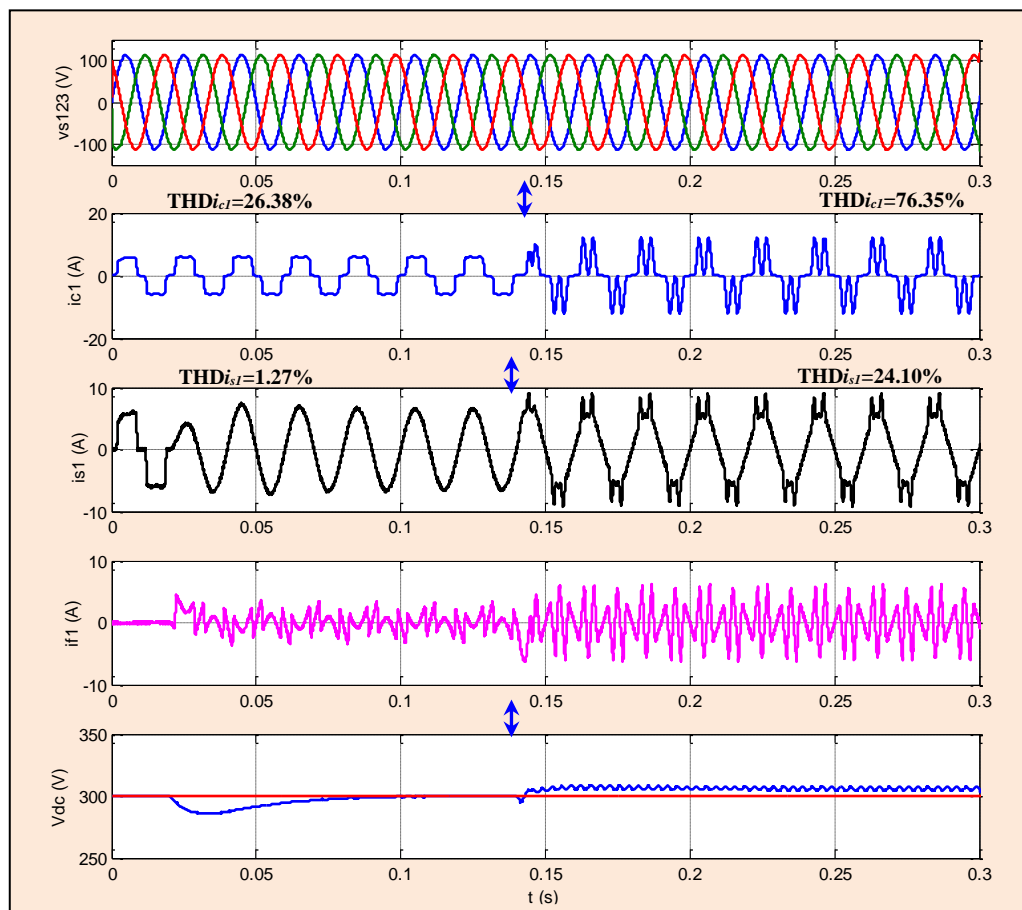 vs123 (V)
100
0
-100
0 0.05 0.1 0.15 0.2 0.25 0.3
THDic1=26.38% THDic1=76.35%
ic1 (A)
20
0
-20
0 0.05 0.1 0.15 0.2 0.25 0.3
THDis1=1.27% THDis1=24.10%
is1 (A)
10
0
-10
0 0.05 0.1 0.15 0.2 0.25 0.3
if1 (A)
10
0
-10
0 0.05 0.1 0.15 0.2 0.25 0.3
Vdc (V)
350
300
250
0 0.05 0.1 0.15 0.2 0.25 0.3
t (s)